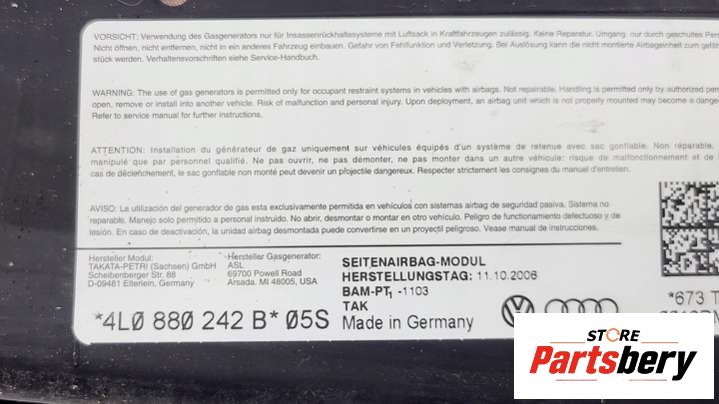 VORSICHT: Verwendung des Gasgenerators nur für Insassenrückhaltesysteme mit Luftsack in Kraftfahrzeugen zulässig. Keine Reparatur. Umgang nur durch geschultes
Nicht öffnen, nicht entfernen, nicht in ein anderes Fahrzeug einbauen. Gefahr von Fehlfunktion und Verletzung. Bei Auslösung kann die nicht montierte Airbageinheit zum
stück werden. Verhaltensvorschriften siehe Service-Handbuch.
WARNING: The use of gas generators is permitted only for occupant restraint systems in vehicles with airbags. Not repairable. Handling is permitted only by authorized
open, remove or install into another vehicle. Risk of malfunction and personal injury. Upon deployment, an airbag unit which is not properly mounted may become a
Refer to service manual for further instructions.
ATTENTION: Installation du générateur de gaz uniquement sur véhicules équipés d'un système de retenue avec sac gonflable. Non réparable.
manipulé que par personnel qualifié. Ne pas ouvrir, ne pas démonter, ne pas monter dans un autre véhicule: risque de malfonctionnement et de
cas de déclenchement, le sac gonflable non monté peut devenir un projectile dangereux. Respecter strictement les consignes du manuel d'entretien.
AVISO: La utilización del generador de gas esta exclusivamente permitida en vehículos con sistemas airbag de seguridad pasiva. Sistema no
reparable. Manejo solo permitido a personal instruido. No abrir, desmontar o montar en otro vehículo. Peligro de funcionamiento defectuoso y de
lesión. En caso de activación, la unidad airbag desmontada puede convertirse en un proyectil peligroso. Vease manual de instrucciones.
Hersteller Modul:
TAKATA-PETRI (Sachsen) GmbH
Scheibenberger Str. 88
D-09481 Elterlein, Germany
Hersteller Gasgenerator:
ASL
69700 Powell Road
Armada, MI 48005, USA
SEITENAIRBAG-MODUL
HERSTELLUNGSTAG: 11.10.2006
BAM-PT1 -1103
TAK
Made in Germany
*4L0 880 242 B* 05S
*673 T
STORE
Partsbery